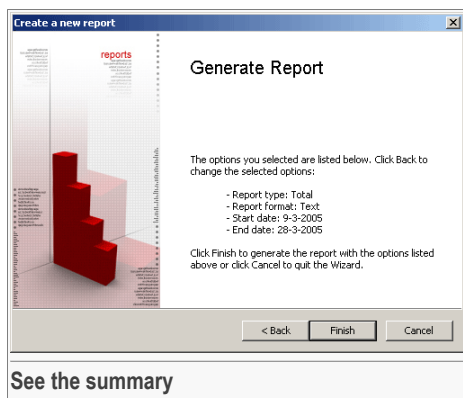 Create a new report
reports
Generate Report
The options you selected are listed below. Click Back to
change the selected options:
- Report type: Total
- Report format: Text
- Start date: 9-3-2005
- End date: 28-3-2005
Click Finish to generate the report with the options listed
above or click Cancel to quit the Wizard.
< Back
Finish
Cancel
See the summary